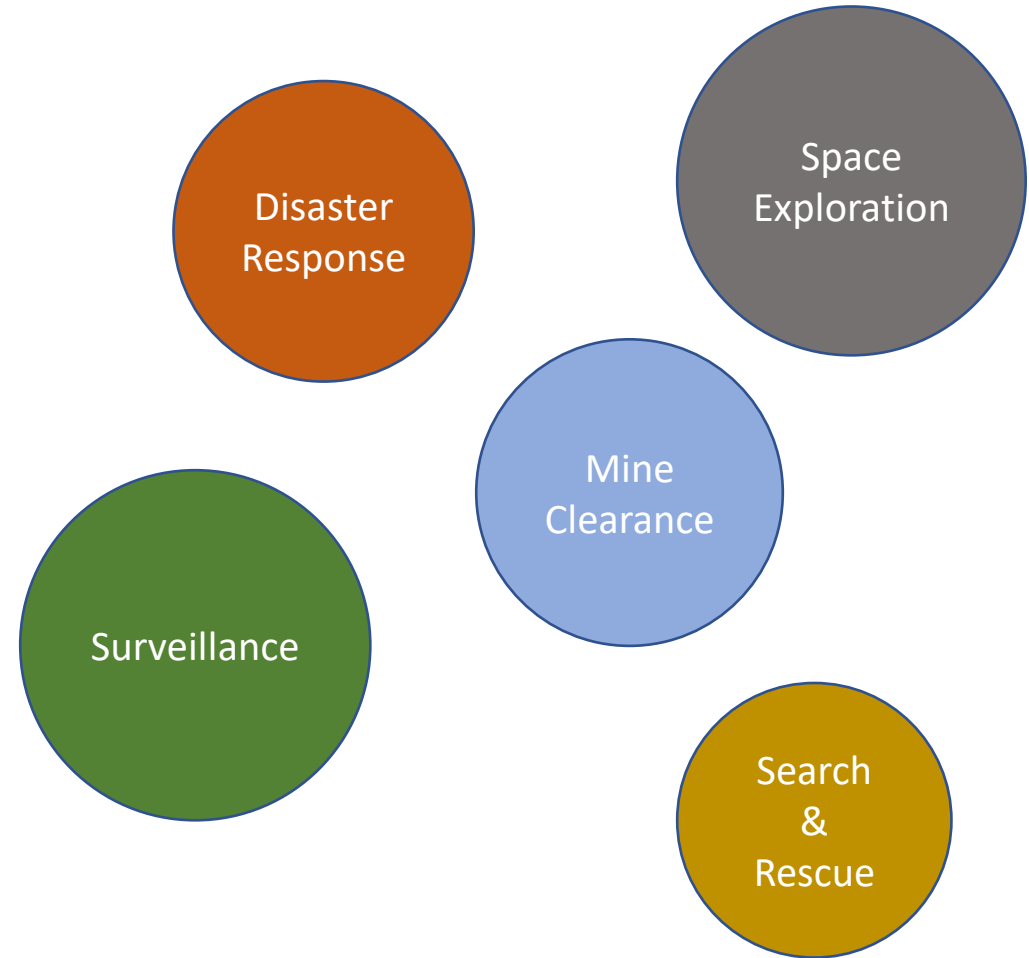 Disaster
Response
Space
Exploration
Mine
Clearance
Surveillance
Search
&
Rescue